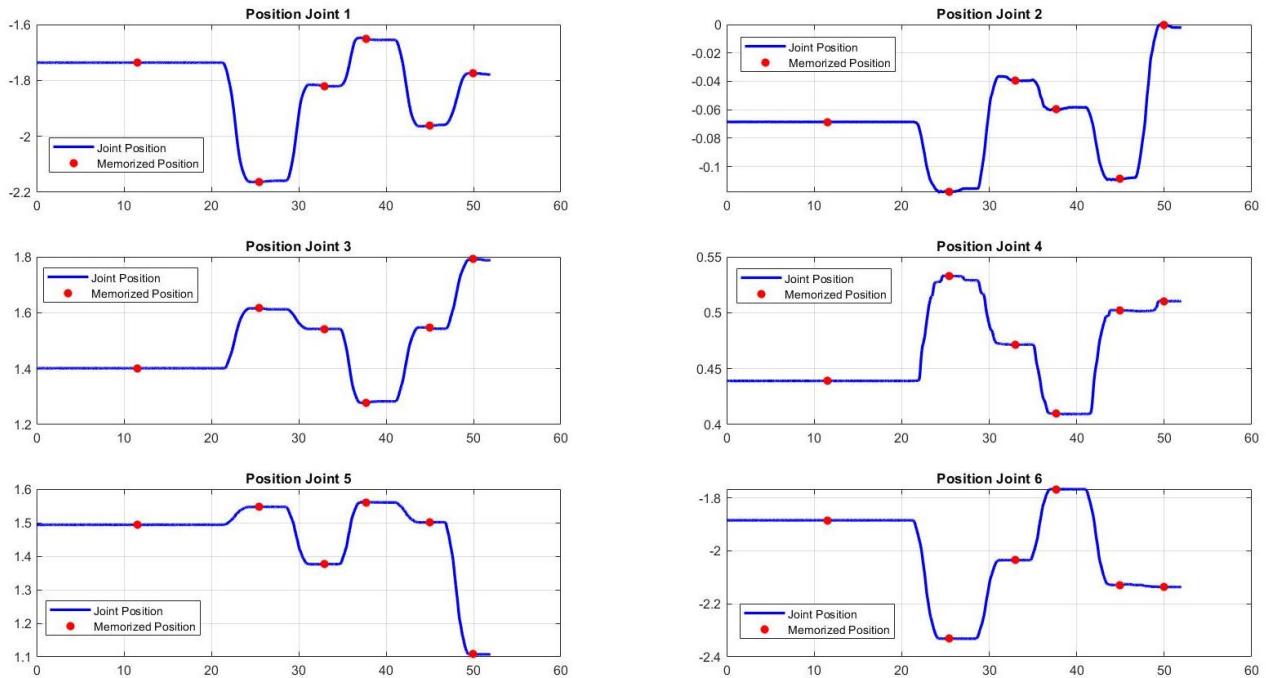 Position Joint 1
-1.6
-1.8
-2
-2.2
Joint Position
Memorized Position
0 10 20 30 40 50 60
Position Joint 2
0
-0.02
-0.04
-0.06
-0.08
-0.1
Joint Position
Memorized Position
0 10 20 30 40 50 60
Position Joint 3
1.8
1.6
1.4
1.2
Joint Position
Memorized Position
0 10 20 30 40 50 60
Position Joint 4
0.55
0.5
0.45
0.4
Joint Position
Memorized Position
0 10 20 30 40 50 60
Position Joint 5
1.6
1.5
1.4
1.3
1.2
1.1
Joint Position
Memorized Position
0 10 20 30 40 50 60
Position Joint 6
-1.8
-2
-2.2
-2.4
Joint Position
Memorized Position
0 10 20 30 40 50 60